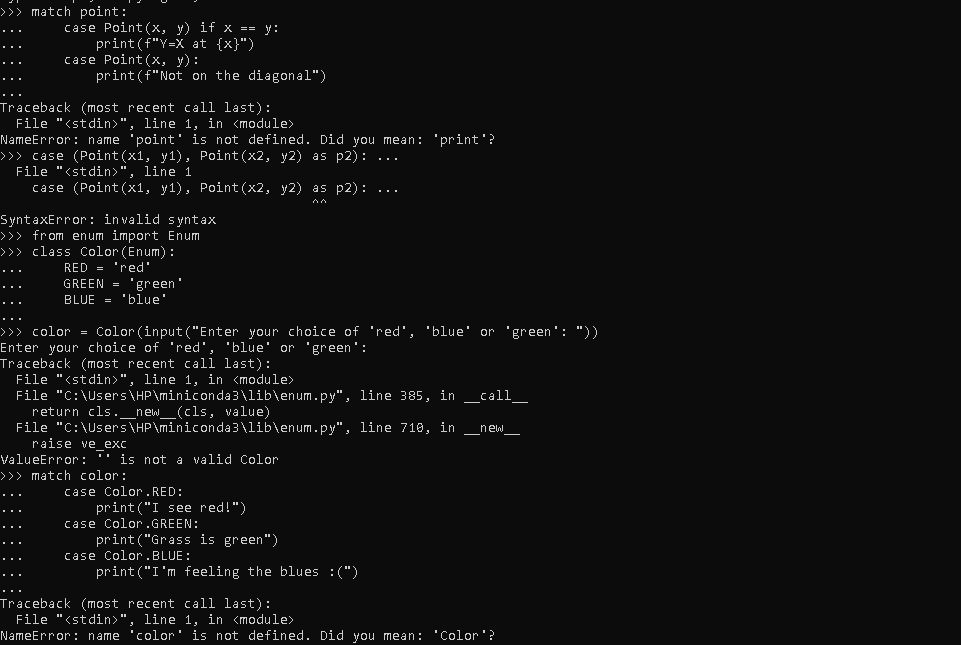 >>> match point:
...     case Point(x, y) if x == y:
...         print(f"Y=X at {x}")
...     case Point(x, y):
...         print(f"Not on the diagonal")
...
Traceback (most recent call last):
  File "<stdin>", line 1, in <module>
NameError: name 'point' is not defined. Did you mean: 'print'?
>>> case (Point(x1, y1), Point(x2, y2) as p2): ...
  File "<stdin>", line 1
    case (Point(x1, y1), Point(x2, y2) as p2): ...
                                       ^^
SyntaxError: invalid syntax
>>> from enum import Enum
>>> class Color(Enum):
...     RED = 'red'
...     GREEN = 'green'
...     BLUE = 'blue'
...
>>> color = Color(input("Enter your choice of 'red', 'blue' or 'green': "))
Enter your choice of 'red', 'blue' or 'green':
Traceback (most recent call last):
  File "<stdin>", line 1, in <module>
  File "C:\Users\HP\miniconda3\lib\enum.py", line 385, in __call__
    return cls.__new__(cls, value)
  File "C:\Users\HP\miniconda3\lib\enum.py", line 710, in __new__
    raise ve_exc
ValueError: '' is not a valid Color
>>> match color:
...     case Color.RED:
...         print("I see red!")
...     case Color.GREEN:
...         print("Grass is green")
...     case Color.BLUE:
...         print("I'm feeling the blues :(")
...
Traceback (most recent call last):
  File "<stdin>", line 1, in <module>
NameError: name 'color' is not defined. Did you mean: 'Color'?